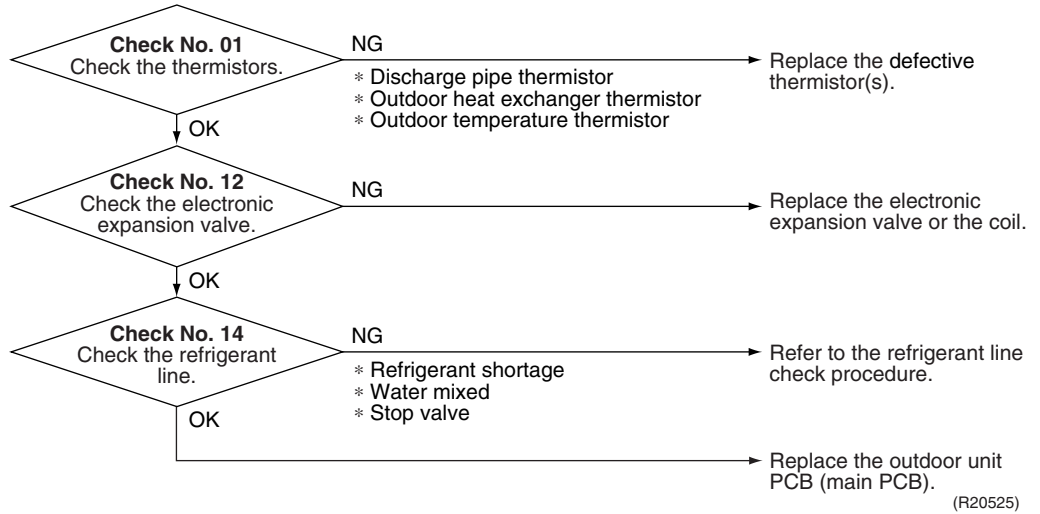 Check No. 01
Check the thermistors.
NG
∗ Discharge pipe thermistor
∗ Outdoor heat exchanger thermistor
∗ Outdoor temperature thermistor
Replace the defective
thermistor(s).
OK
Check No. 12
Check the electronic
expansion valve.
NG
Replace the electronic
expansion valve or the coil.
OK
Check No. 14
Check the refrigerant
line.
NG
∗ Refrigerant shortage
∗ Water mixed
∗ Stop valve
Refer to the refrigerant line
check procedure.
OK
Replace the outdoor unit
PCB (main PCB).
(R20525)